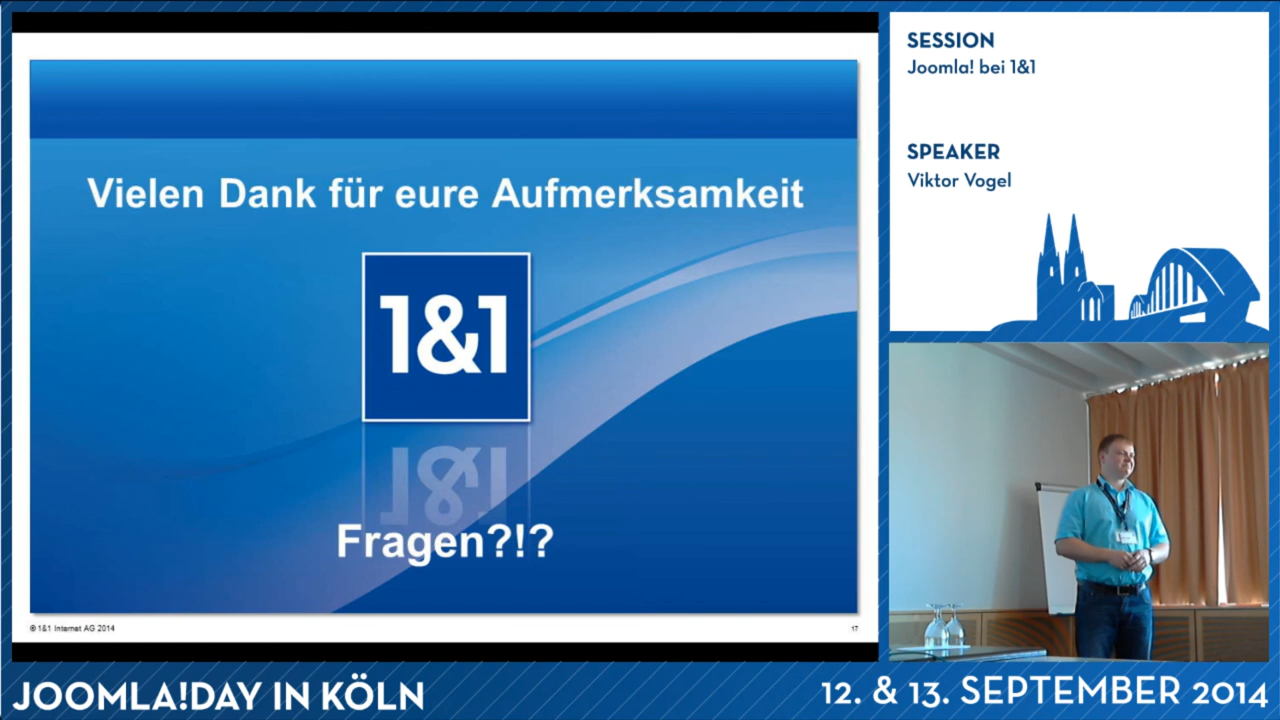 Vielen Dank für eure Aufmerksamkeit
1&1
Fragen?!?
© 1&1 Internet AG 2014
17
SESSION
Joomla! bei 1&1
SPEAKER
Viktor Vogel
JOOMLA!DAY IN KÖLN
12. & 13. SEPTEMBER 2014